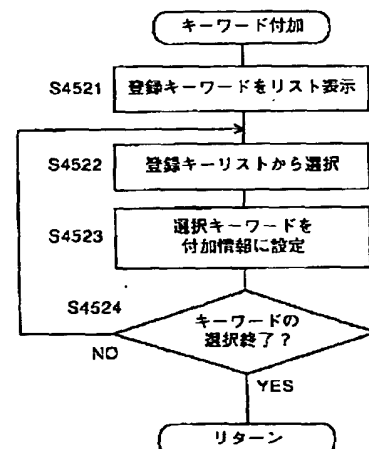 キーワード付加
S4521
登録キーワードをリスト表示
S4522
登録キーリストから選択
S4523
選択キーワードを
付加情報に設定
S4524
キーワードの
選択終了?
NO
YES
リターン